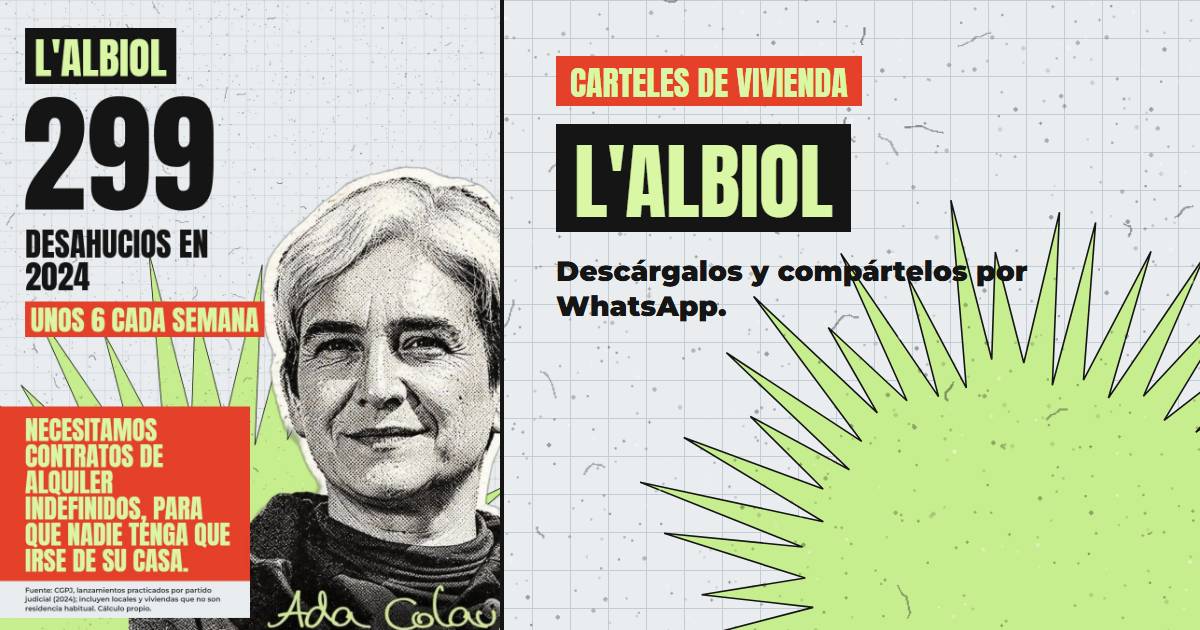 L'ALBIOL
299
DESAHUCIOS EN
2024
UNOS 6 CADA SEMANA
NECESITAMOS
CONTRATOS DE
ALQUILER
INDEFINIDOS, PARA
QUE NADIE TENGA QUE
IRSE DE SU CASA.
Fuente: CGPJ, lanzamientos practicados por partido
judicial (2024); incluyen locales y viviendas que no son
residencia habitual. Cálculo propio.
Ada Colau
CARTELES DE VIVIENDA
L'ALBIOL
Descárgalos y compártelos por
WhatsApp.